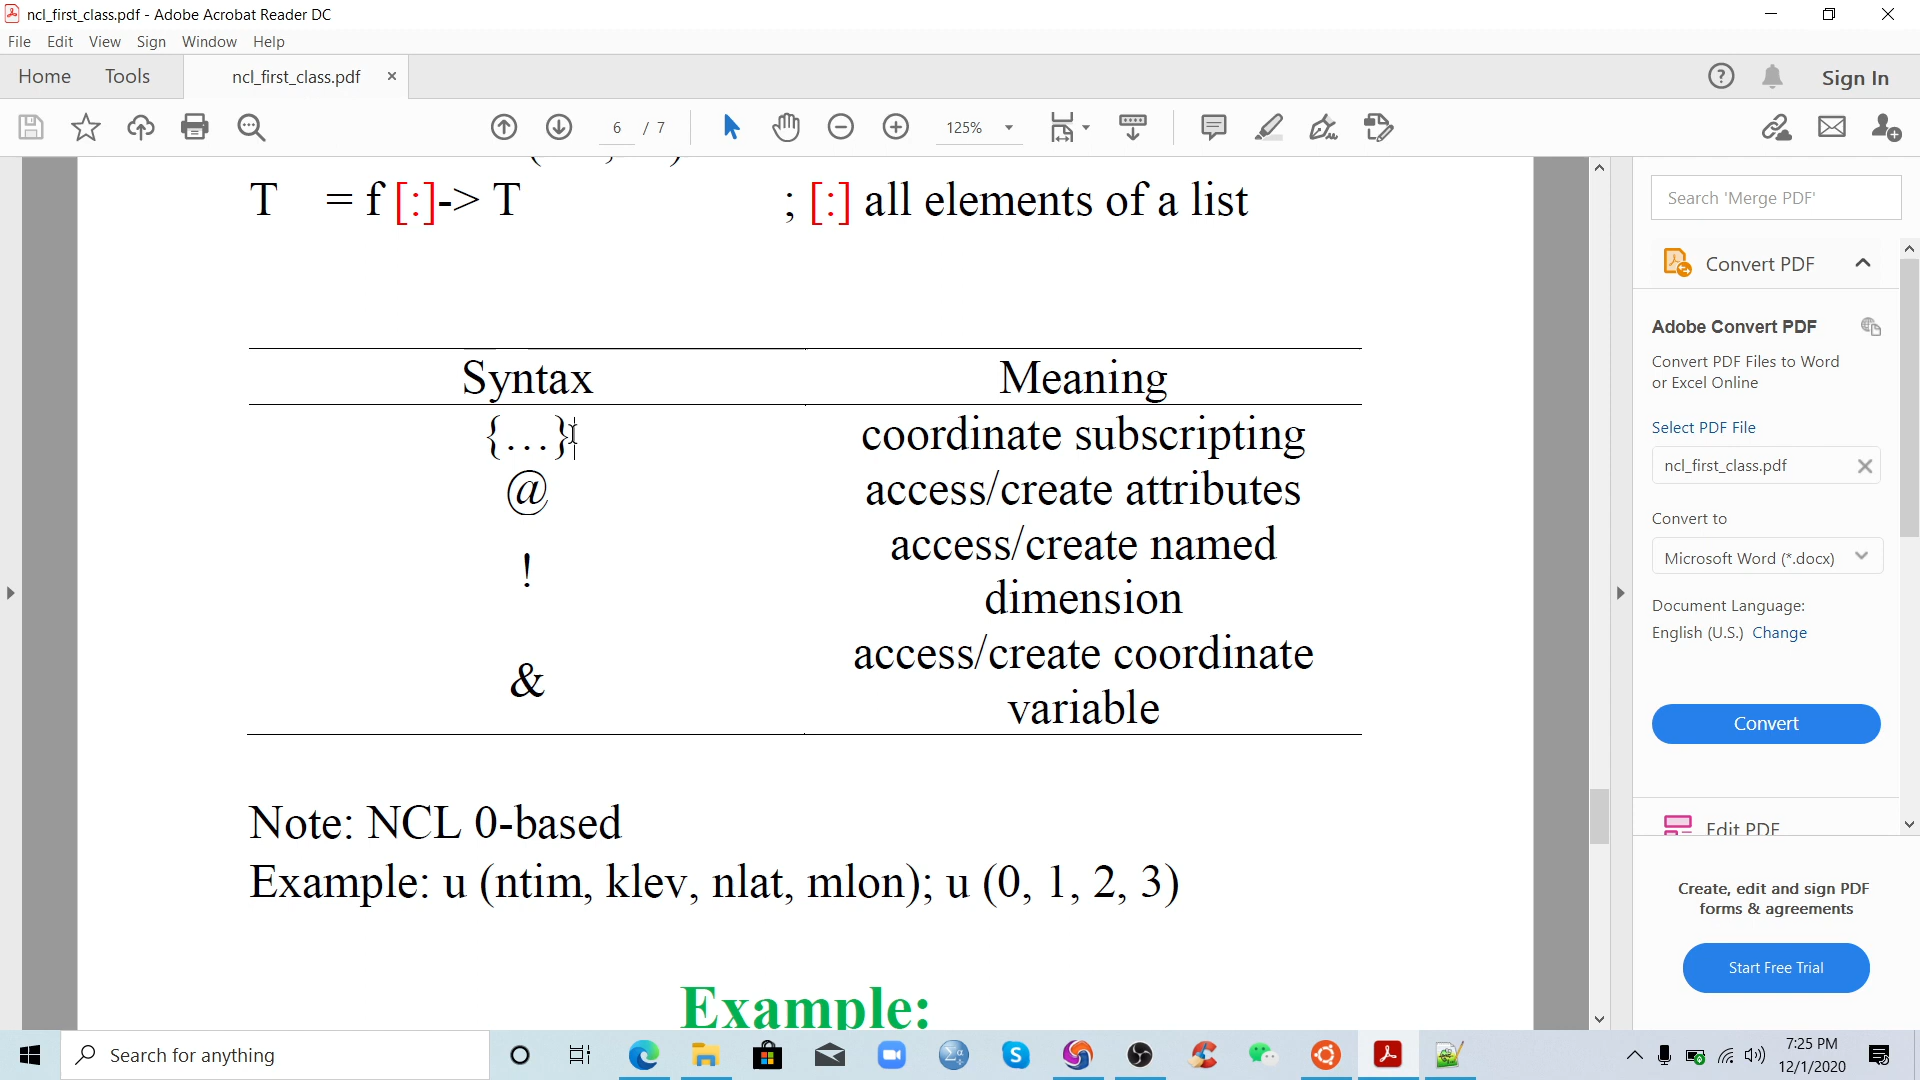 ncl_first_class.pdf - Adobe Acrobat Reader DC
File Edit View Sign Window Help
Home Tools ncl_first_class.pdf ×
Sign In
6 / 7
125%
T = f [:]-> T ; [:] all elements of a list
Syntax Meaning
{...} coordinate subscripting
@ access/create attributes
! access/create named
dimension
& access/create coordinate
variable
Note: NCL 0-based
Example: u (ntim, klev, nlat, mlon); u (0, 1, 2, 3)
Example:
Search 'Merge PDF'
Convert PDF
Adobe Convert PDF
Convert PDF Files to Word
or Excel Online
Select PDF File
ncl_first_class.pdf
Convert to
Microsoft Word (*.docx)
Document Language:
English (U.S.) Change
Convert
Edit PDF
Create, edit and sign PDF
forms & agreements
Start Free Trial
Search for anything
7:25 PM
12/1/2020